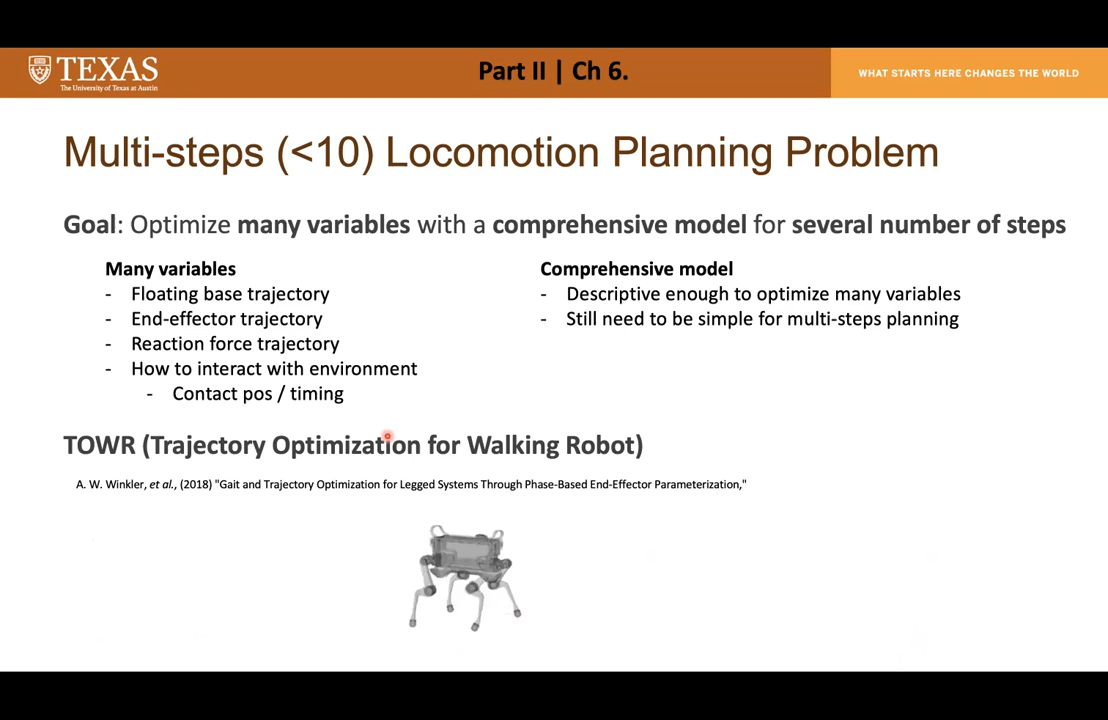 TEXAS
The University of Texas at Austin
Part II | Ch 6.
WHAT STARTS HERE CHANGES THE WORLD
Multi-steps (<10) Locomotion Planning Problem
Goal: Optimize many variables with a comprehensive model for several number of steps
Many variables
- Floating base trajectory
- End-effector trajectory
- Reaction force trajectory
- How to interact with environment
- Contact pos / timing
Comprehensive model
- Descriptive enough to optimize many variables
- Still need to be simple for multi-steps planning
TOWR (Trajectory Optimization for Walking Robot)
A. W. Winkler, et al., (2018) "Gait and Trajectory Optimization for Legged Systems Through Phase-Based End-Effector Parameterization,"